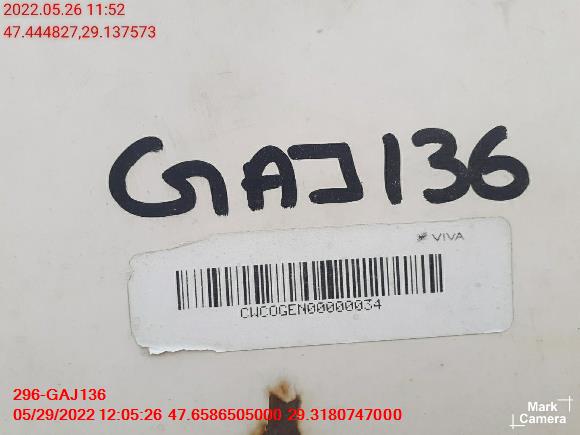 2022.05.26 11:52
47.444827,29.137573
GAJ136
VIVA
CWCOGEN00000034
296-GAJ136
05/29/2022 12:05:26 47.6586505000 29.3180747000
Mark
Camera